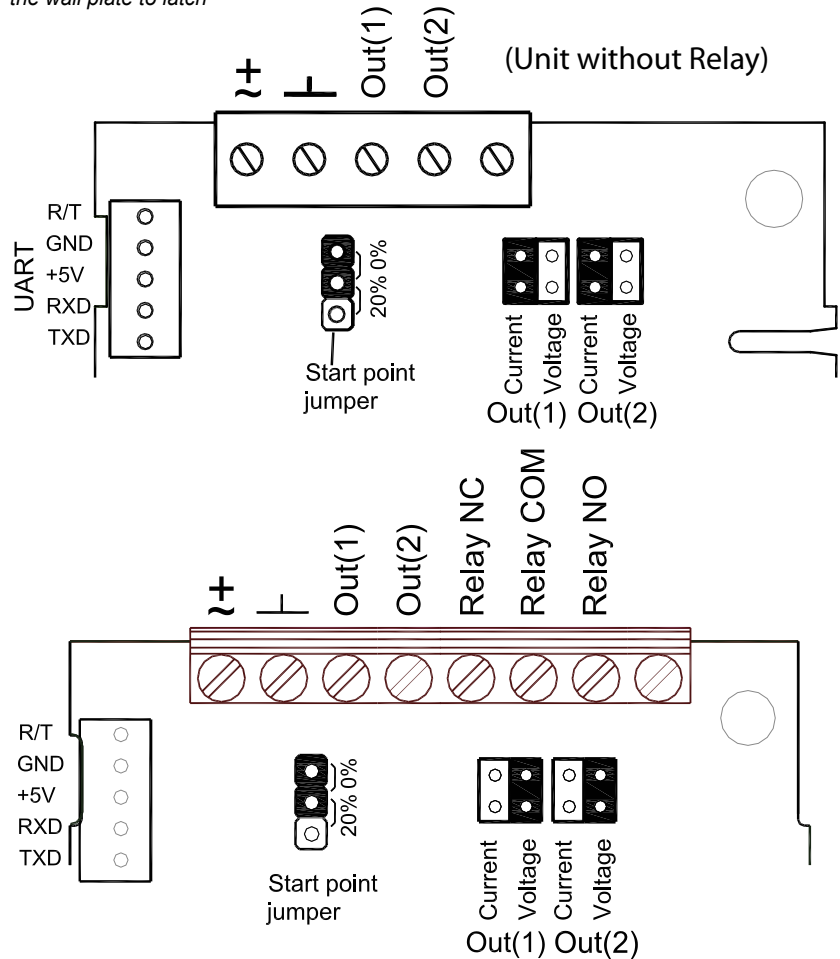 the wall plate to latch
(Unit without Relay)
≂+
Out(1)
Out(2)
UART
R/T
GND
+5V
RXD
TXD
20% 0%
Start point
jumper
Current
Voltage
Current
Voltage
Out(1) Out(2)
≂+
Out(1)
Out(2)
Relay NC
Relay COM
Relay NO
R/T
GND
+5V
RXD
TXD
20% 0%
Start point
jumper
Current
Voltage
Current
Voltage
Out(1) Out(2)